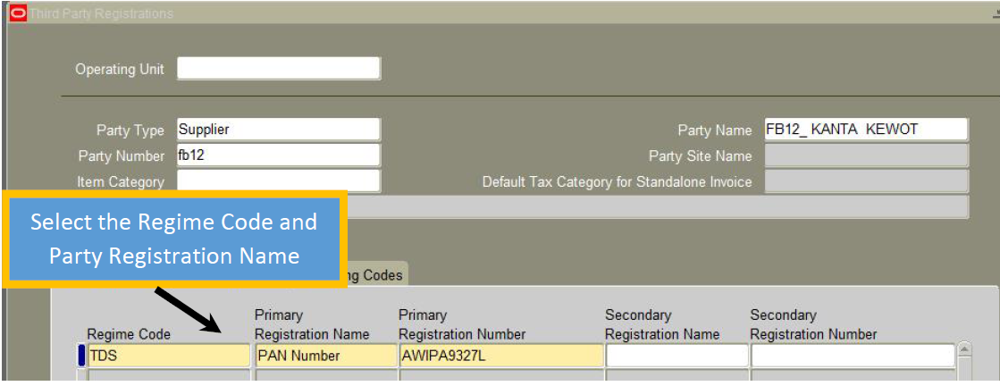 Third Party Registrations
Operating Unit
Party Type Supplier Party Name FB12_ KANTA KEWOT
Party Number fb12 Party Site Name
Item Category Default Tax Category for Standalone Invoice
Select the Regime Code and
Party Registration Name
Codes
Primary Primary Secondary Secondary
Regime Code Registration Name Registration Number Registration Name Registration Number
TDS PAN Number AWIPA9327L